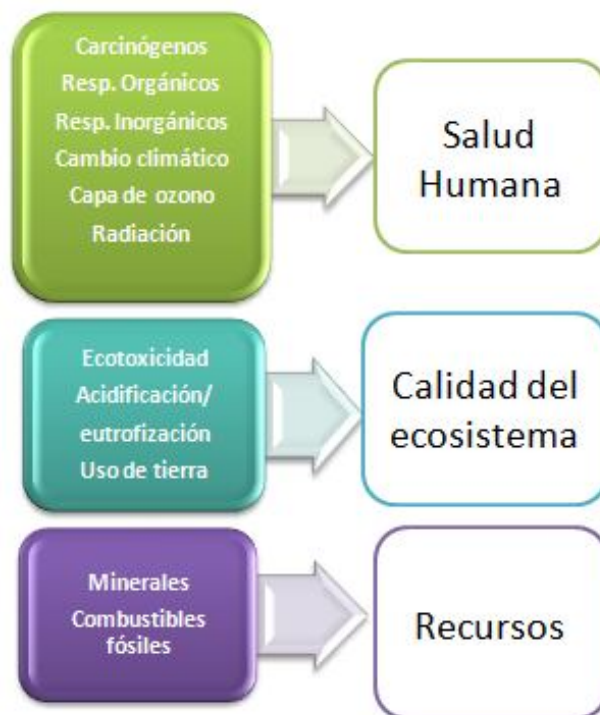 Carcinógenos
Resp. Orgánicos
Resp. Inorgánicos
Cambio climático
Capa de ozono
Radiación
Salud
Humana
Ecotoxicidad
Acidificación/
eutrofización
Uso de tierra
Calidad del
ecosistema
Minerales
Combustibles
fósiles
Recursos